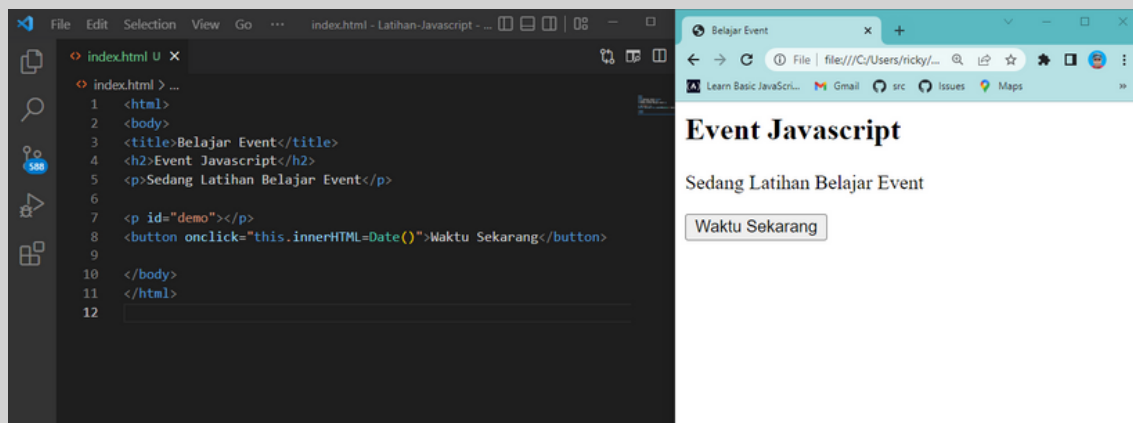 File Edit Selection View Go ··· index.html - Latihan-Javascript - ...
index.html U
index.html > ...
1 <html>
2 <body>
3 <title>Belajar Event</title>
4 <h2>Event Javascript</h2>
5 <p>Sedang Latihan Belajar Event</p>
6
7 <p id="demo"></p>
8 <button onclick="this.innerHTML=Date()">Waktu Sekarang</button>
9
10 </body>
11 </html>
12
588
Belajar Event
File | file:///C:/Users/ricky/...
Learn Basic JavaScri... Gmail src Issues Maps »
Event Javascript
Sedang Latihan Belajar Event
Waktu Sekarang